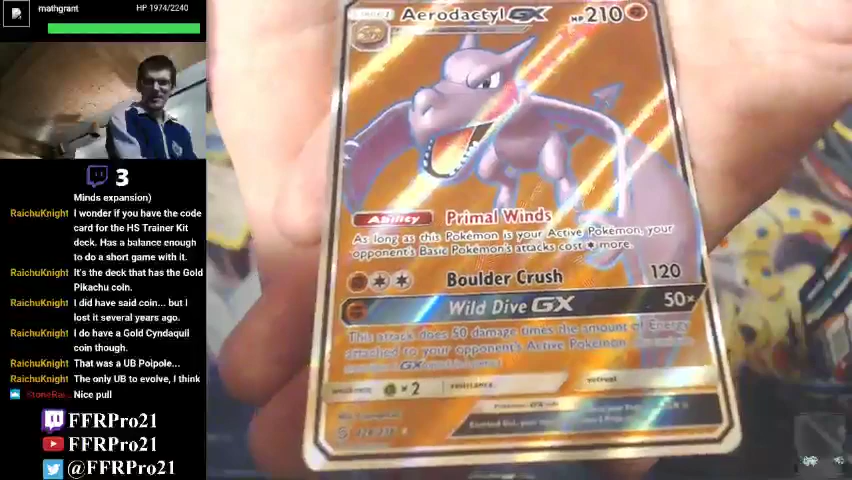 mathgrant
HP 1974/2240
3
Minds expansion)
RaichuKnight I wonder if you have the code
card for the HS Trainer Kit
deck. Has a balance enough
to do a short game with it.
RaichuKnight It's the deck that has the Gold
Pikachu coin.
RaichuKnight I did have said coin... but I
lost it several years ago.
RaichuKnight I do have a Gold Cyndaquil
coin though.
RaichuKnight That was a UB Poipole...
RaichuKnight The only UB to evolve, I think
Nice pull
FFRPro21
FFRPro21
@FFRPro21
Aerodactyl GX HP 210
Ability Primal Winds
As long as this Pokémon is your Active Pokémon, your
opponent's Basic Pokémon's attacks cost more.
Boulder Crush 120
Wild Dive GX 50×
This attack does 50 damage times the amount of Energy
attached to your opponent's Active Pokémon.
×2